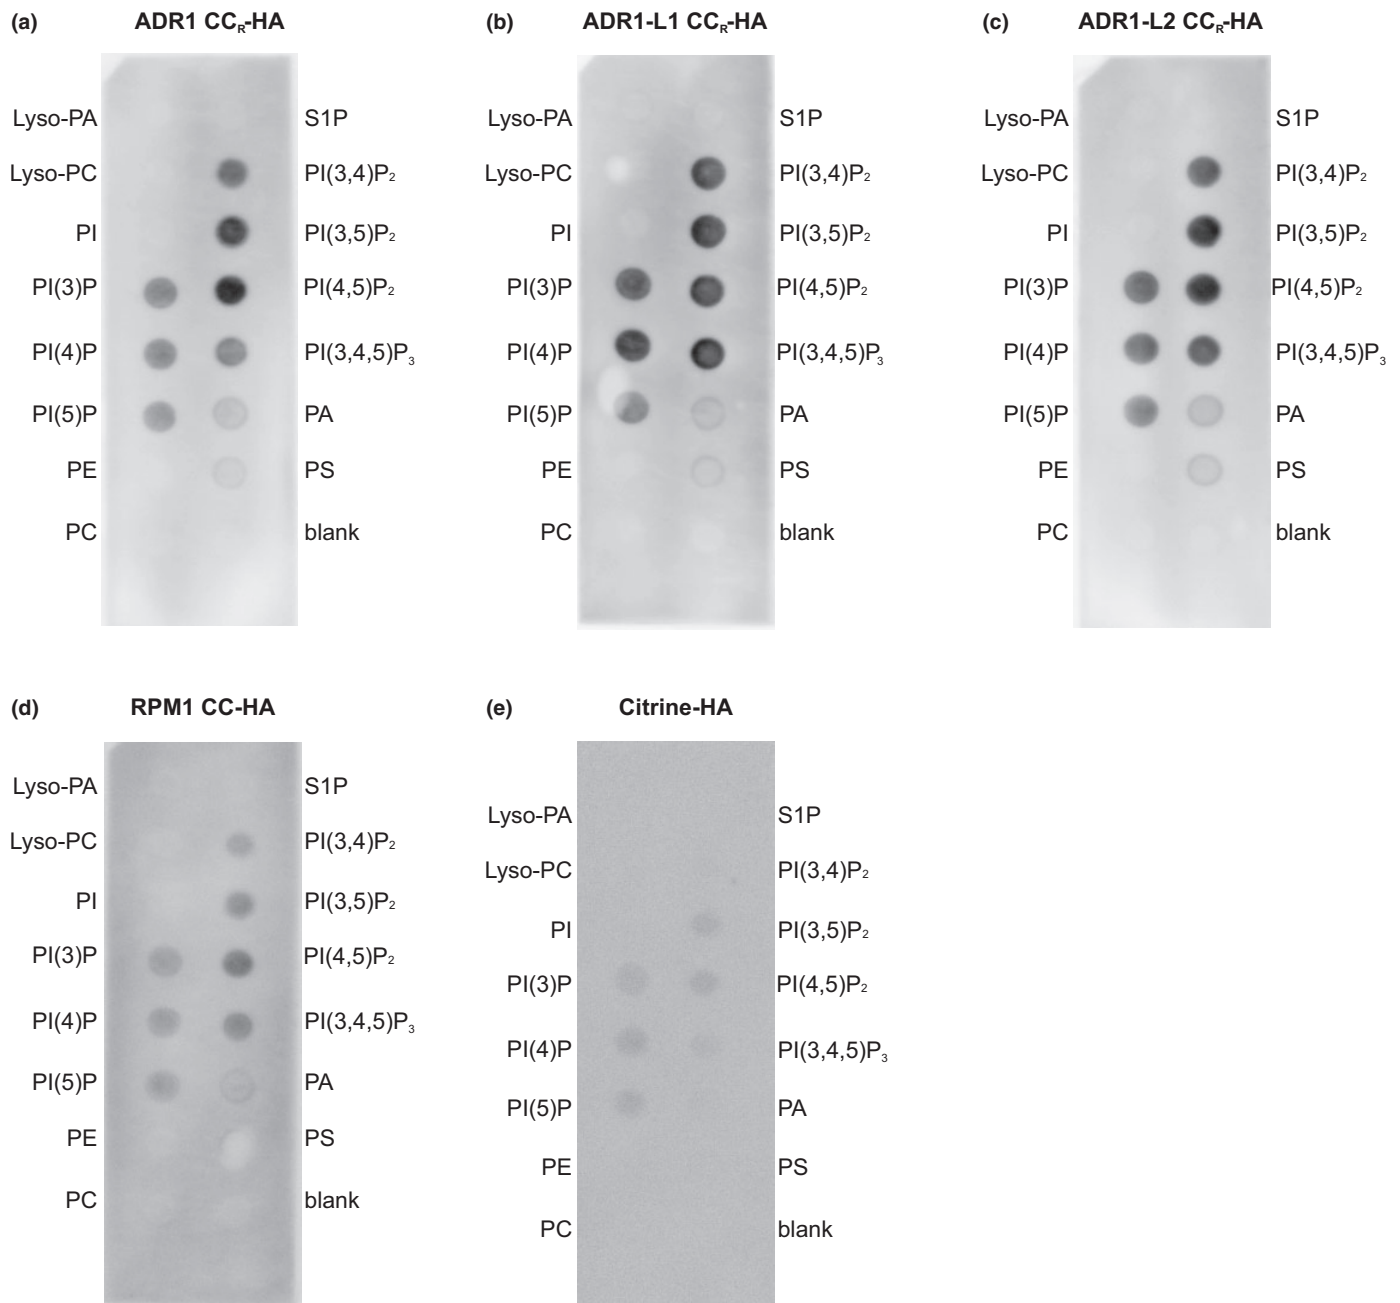 (a) ADR1 CCR-HA
Lyso-PA S1P
Lyso-PC PI(3,4)P2
PI PI(3,5)P2
PI(3)P PI(4,5)P2
PI(4)P PI(3,4,5)P3
PI(5)P PA
PE PS
PC blank
(b) ADR1-L1 CCR-HA
Lyso-PA S1P
Lyso-PC PI(3,4)P2
PI PI(3,5)P2
PI(3)P PI(4,5)P2
PI(4)P PI(3,4,5)P3
PI(5)P PA
PE PS
PC blank
(c) ADR1-L2 CCR-HA
Lyso-PA S1P
Lyso-PC PI(3,4)P2
PI PI(3,5)P2
PI(3)P PI(4,5)P2
PI(4)P PI(3,4,5)P3
PI(5)P PA
PE PS
PC blank
(d) RPM1 CC-HA
Lyso-PA S1P
Lyso-PC PI(3,4)P2
PI PI(3,5)P2
PI(3)P PI(4,5)P2
PI(4)P PI(3,4,5)P3
PI(5)P PA
PE PS
PC blank
(e) Citrine-HA
Lyso-PA S1P
Lyso-PC PI(3,4)P2
PI PI(3,5)P2
PI(3)P PI(4,5)P2
PI(4)P PI(3,4,5)P3
PI(5)P PA
PE PS
PC blank